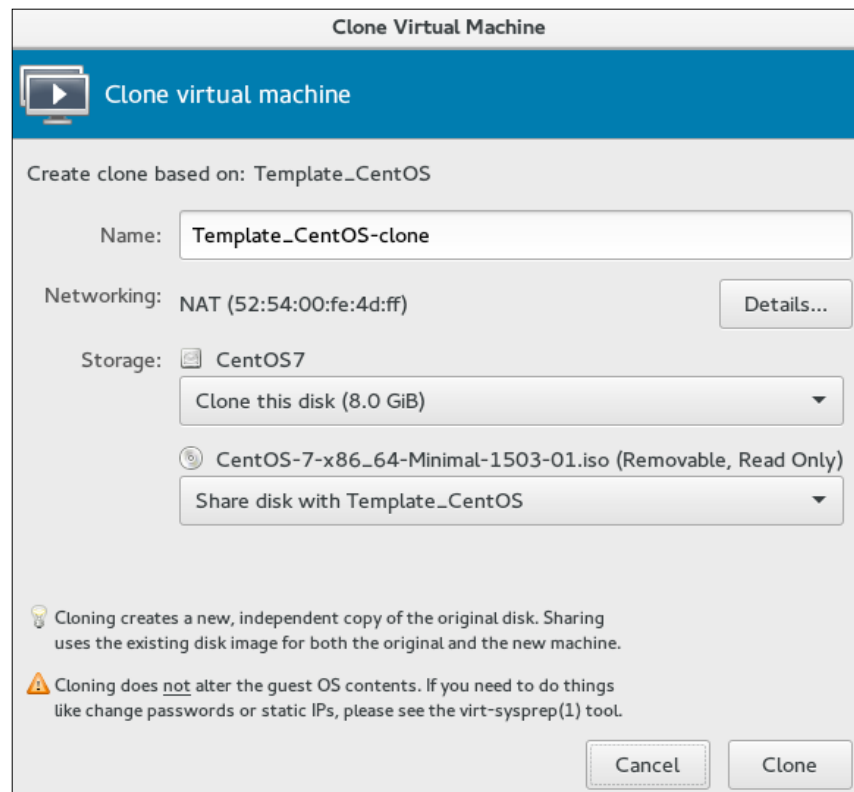 Clone Virtual Machine
Clone virtual machine
Create clone based on: Template_CentOS
Name: Template_CentOS-clone
Networking: NAT (52:54:00:fe:4d:ff) Details...
Storage: CentOS7
Clone this disk (8.0 GiB)
CentOS-7-x86_64-Minimal-1503-01.iso (Removable, Read Only)
Share disk with Template_CentOS
Cloning creates a new, independent copy of the original disk. Sharing
uses the existing disk image for both the original and the new machine.
Cloning does not alter the guest OS contents. If you need to do things
like change passwords or static IPs, please see the virt-sysprep(1) tool.
Cancel Clone